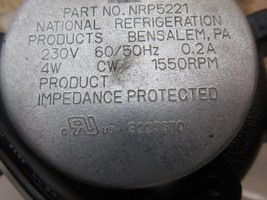 PART NO. NRP5221
NATIONAL REFRIGERATION
PRODUCTS BENSALEM, PA
230V 60/50Hz 0.2A
4W CW 1550RPM
PRODUCT
IMPEDANCE PROTECTED
c US